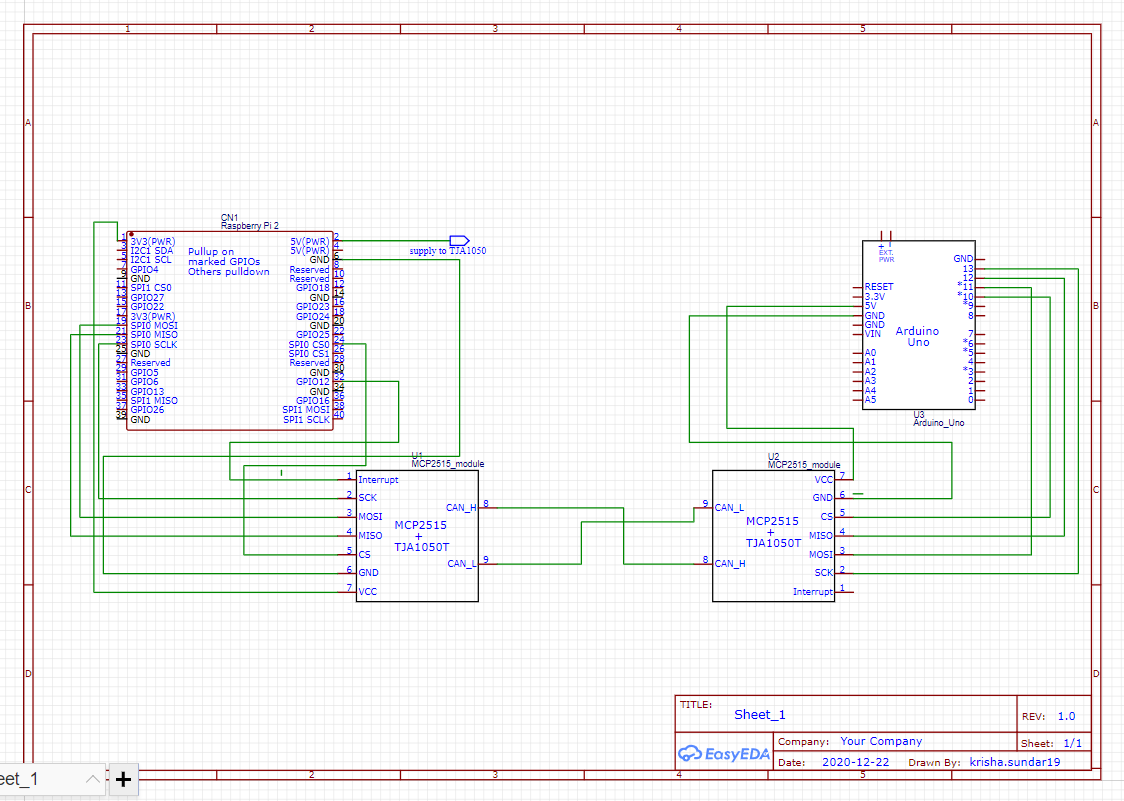 1 2 3 4 5
A A
B B
C C
D D
CN1
Raspberry Pi 2
Pullup on
marked GPIOs
Others pulldown
1 3V3(PWR)
3 I2C1 SDA
5 I2C1 SCL
7 GPIO4
9 GND
11 SPI1 CS0
13 GPIO27
15 GPIO22
17 3V3(PWR)
19 SPI0 MOSI
21 SPI0 MISO
23 SPI0 SCLK
25 GND
27 Reserved
29 GPIO5
31 GPIO6
33 GPIO13
35 SPI1 MISO
37 GPIO26
39 GND
5V(PWR) 2
5V(PWR) 4
GND 6
Reserved 8
Reserved 10
GPIO18 12
GND 14
GPIO23 16
GPIO24 18
GND 20
GPIO25 22
SPI0 CS0 24
SPI0 CS1 26
Reserved 28
GND 30
GPIO12 32
GND 34
GPIO16 36
SPI1 MOSI 38
SPI1 SCLK 40
supply to TJA1050
U1
MCP2515_module
1 Interrupt
2 SCK
3 MOSI
4 MISO
5 CS
6 GND
7 VCC
MCP2515
+
TJA1050T
CAN_H 8
CAN_L 9
U2
MCP2515_module
9 CAN_L
8 CAN_H
MCP2515
+
TJA1050T
VCC 7
GND 6
CS 5
MISO 4
MOSI 3
SCK 2
Interrupt 1
+ -
EXT.
PWR
RESET
3.3V
5V
GND
GND
VIN
A0
A1
A2
A3
A4
A5
Arduino
Uno
GND
13
12
*11
*10
*9
8
7
*6
*5
4
*3
2
1
0
U3
Arduino_Uno
TITLE:
Sheet_1
REV: 1.0
EasyEDA
Company: Your Company
Sheet: 1/1
Date: 2020-12-22 Drawn By: krisha.sundar19
2 3 4 5
eet_1 +